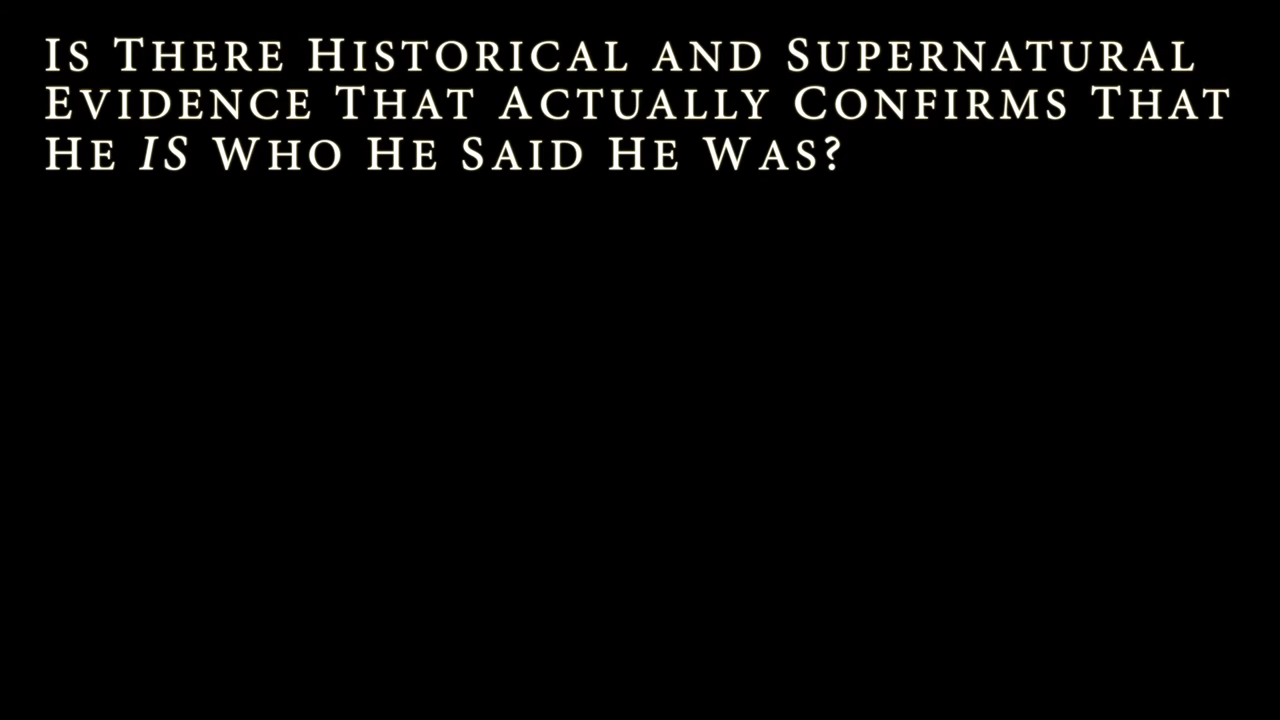 Is There Historical and Supernatural
Evidence That Actually Confirms That
He IS Who He Said He Was?